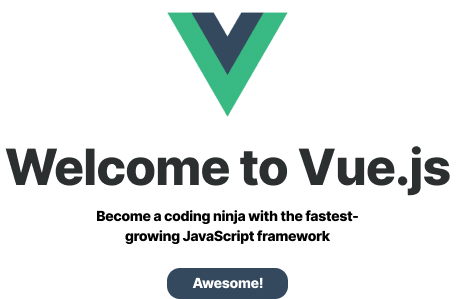 Welcome to Vue.js
Become a coding ninja with the fastest-
growing JavaScript framework
Awesome!